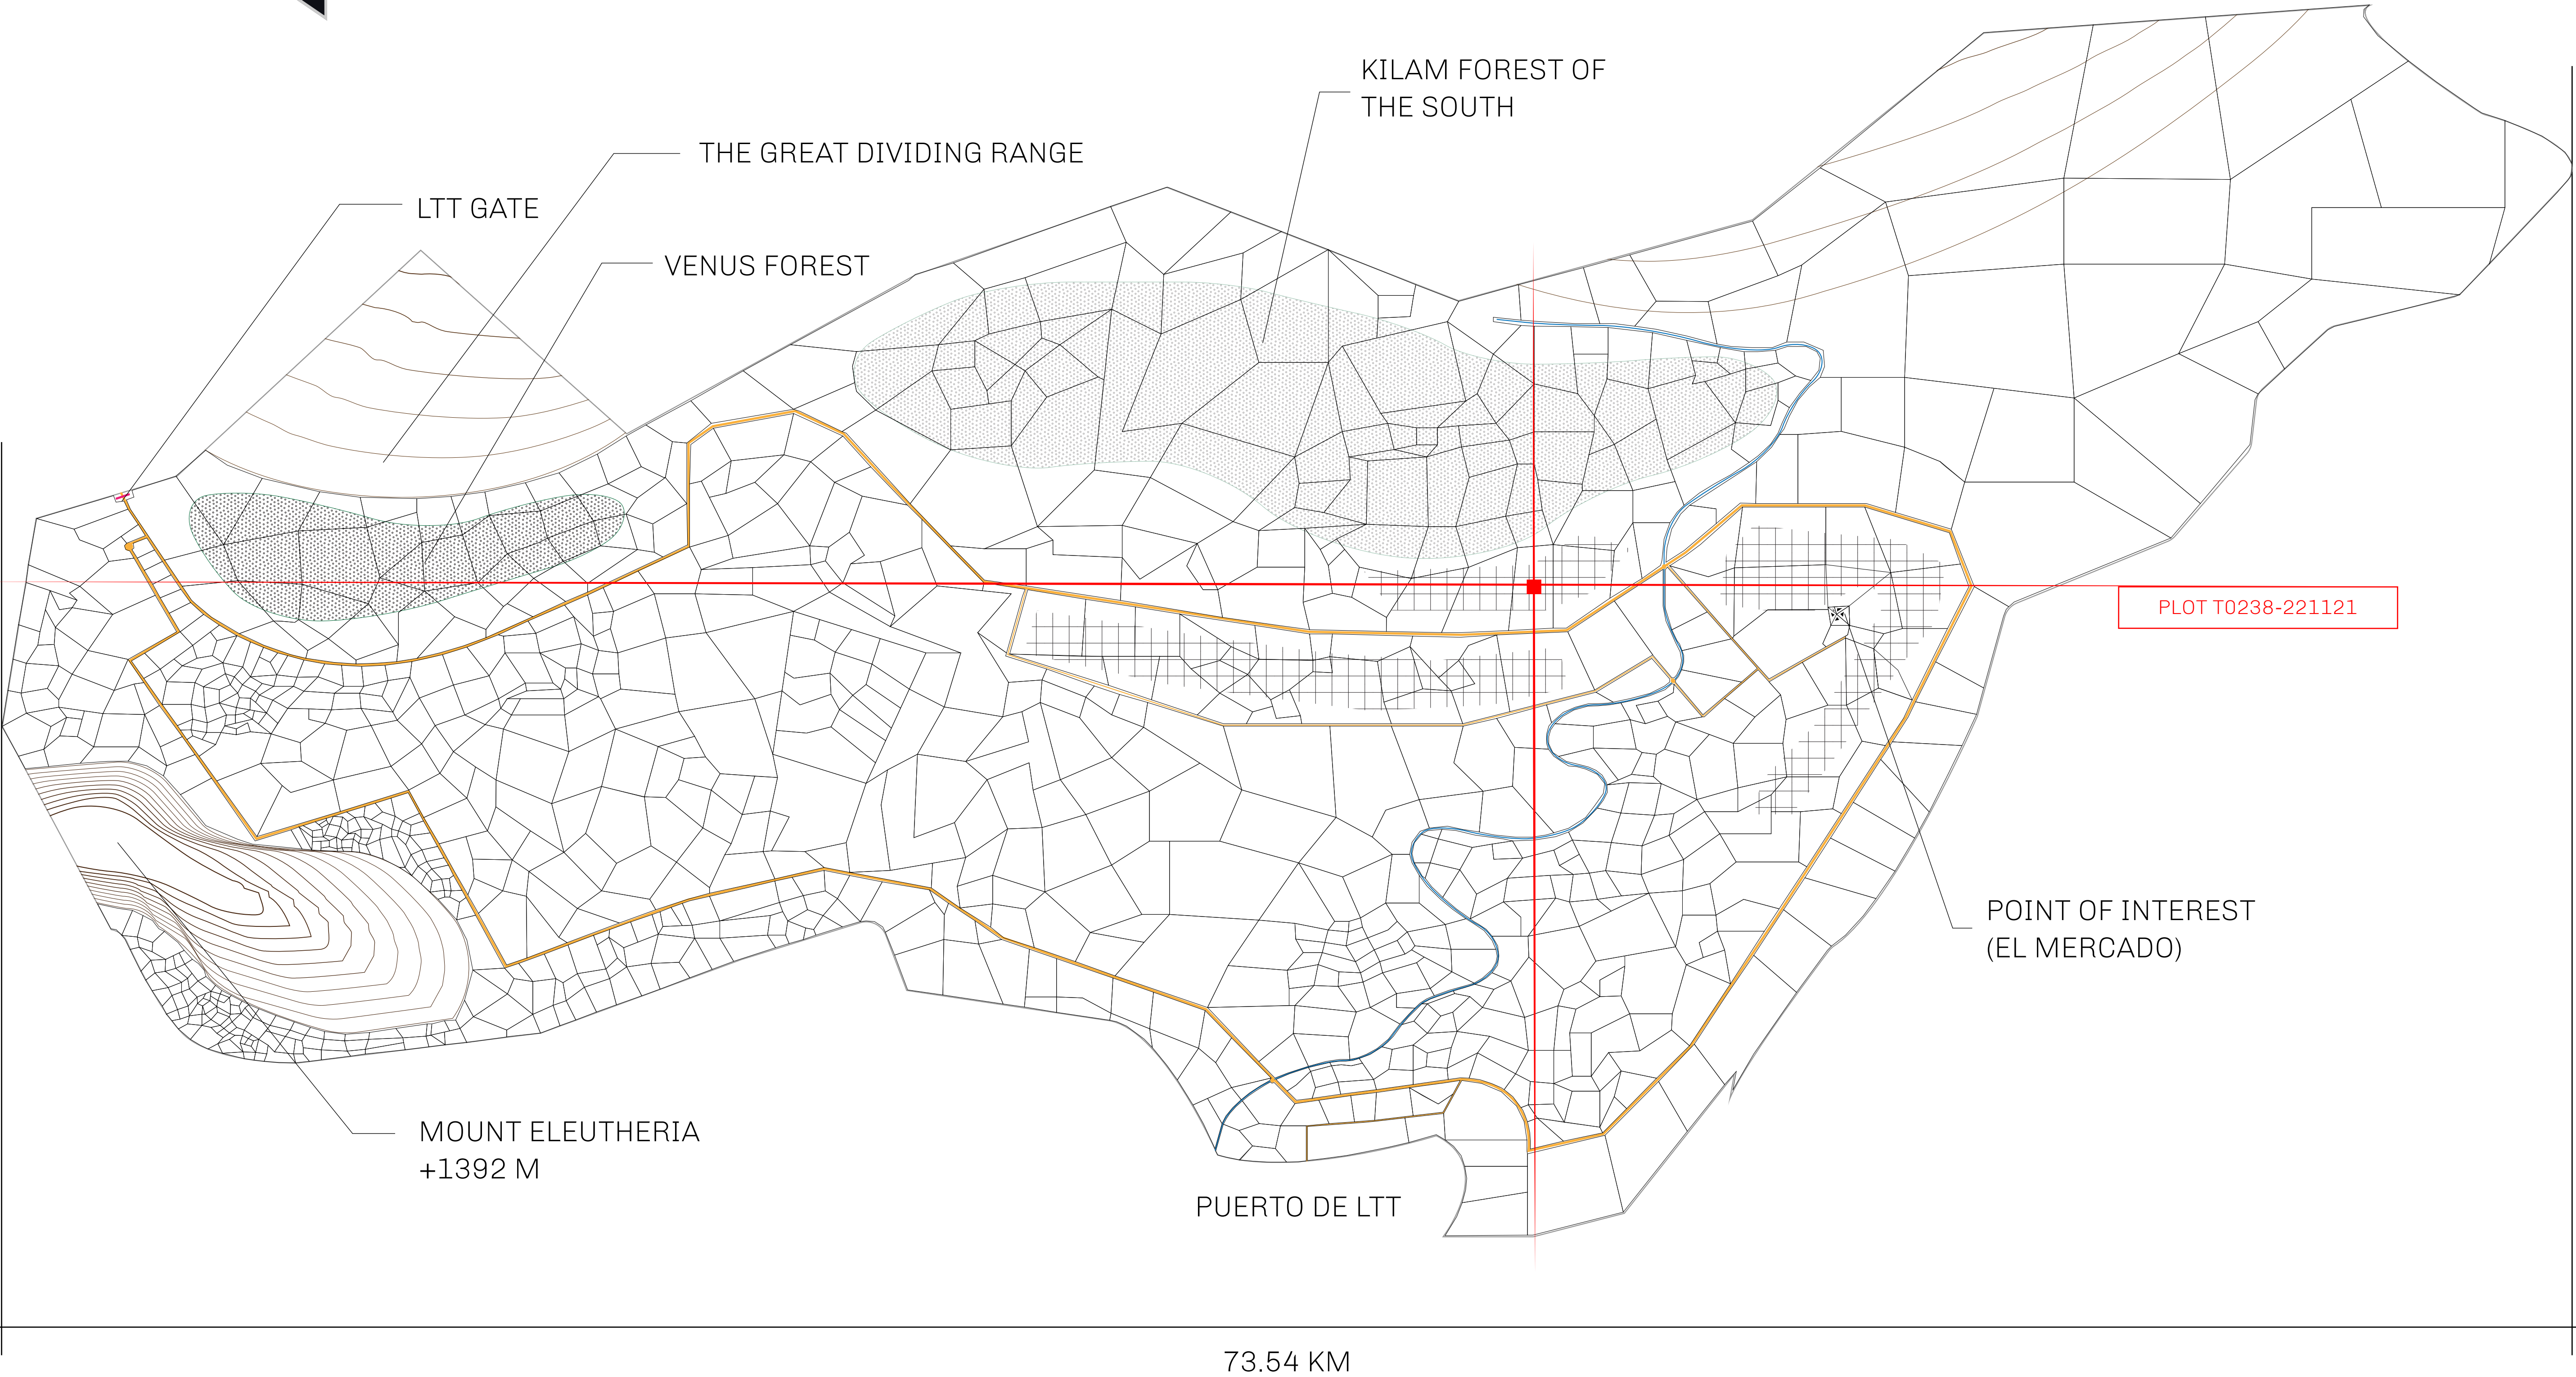 KILAM FOREST OF
THE SOUTH
THE GREAT DIVIDING RANGE
LTT GATE
VENUS FOREST
PLOT T0238-221121
POINT OF INTEREST
(EL MERCADO)
MOUNT ELEUTHERIA
+1392 M
PUERTO DE LTT
73.54 KM